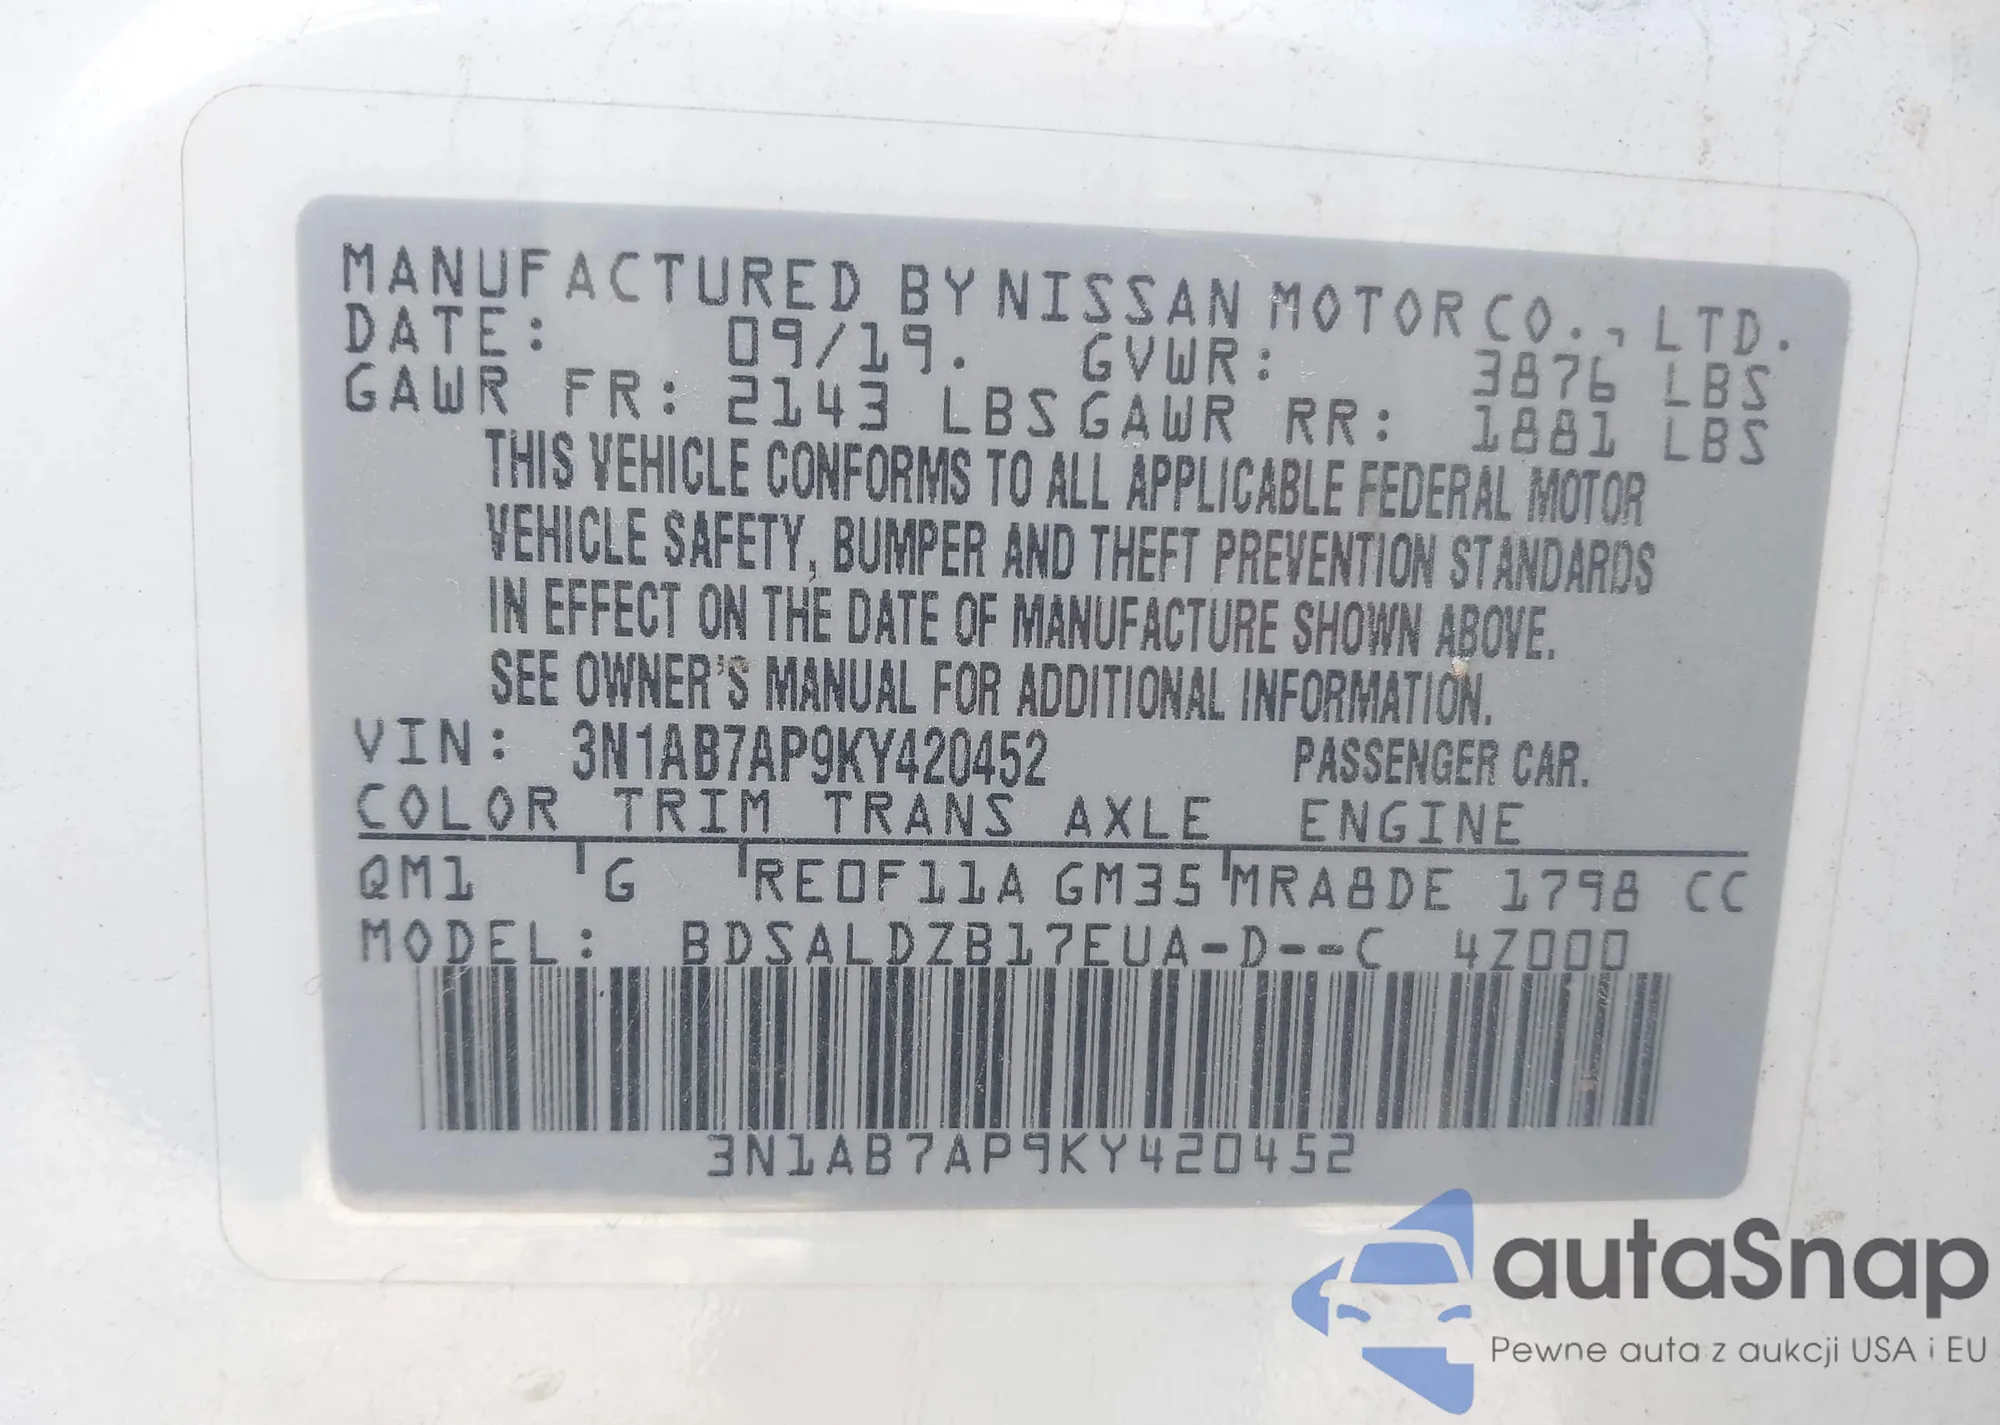 MANUFACTURED BY NISSAN MOTOR CO., LTD.
DATE: 09/19. GVWR: 3876 LBS
GAWR FR: 2143 LBS GAWR RR: 1881 LBS
THIS VEHICLE CONFORMS TO ALL APPLICABLE FEDERAL MOTOR
VEHICLE SAFETY, BUMPER AND THEFT PREVENTION STANDARDS
IN EFFECT ON THE DATE OF MANUFACTURE SHOWN ABOVE.
SEE OWNER'S MANUAL FOR ADDITIONAL INFORMATION.
VIN: 3N1AB7AP9KY420452 PASSENGER CAR.
COLOR TRIM TRANS AXLE ENGINE
QM1 G RE0F11A GM35 MRA8DE 1798 CC
MODEL: BDSALDZB17EUA-D--C 4Z000
3N1AB7AP9KY420452
autaSnap
Pewne auta z aukcji USA i EU